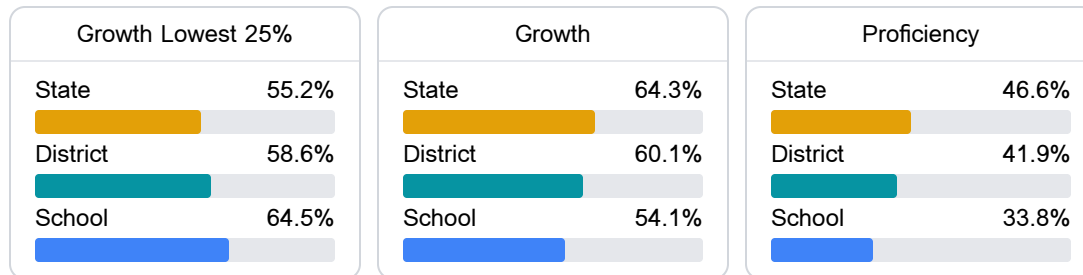 Growth Lowest 25%
State 55.2%
District 58.6%
School 64.5%
Growth
State 64.3%
District 60.1%
School 54.1%
Proficiency
State 46.6%
District 41.9%
School 33.8%